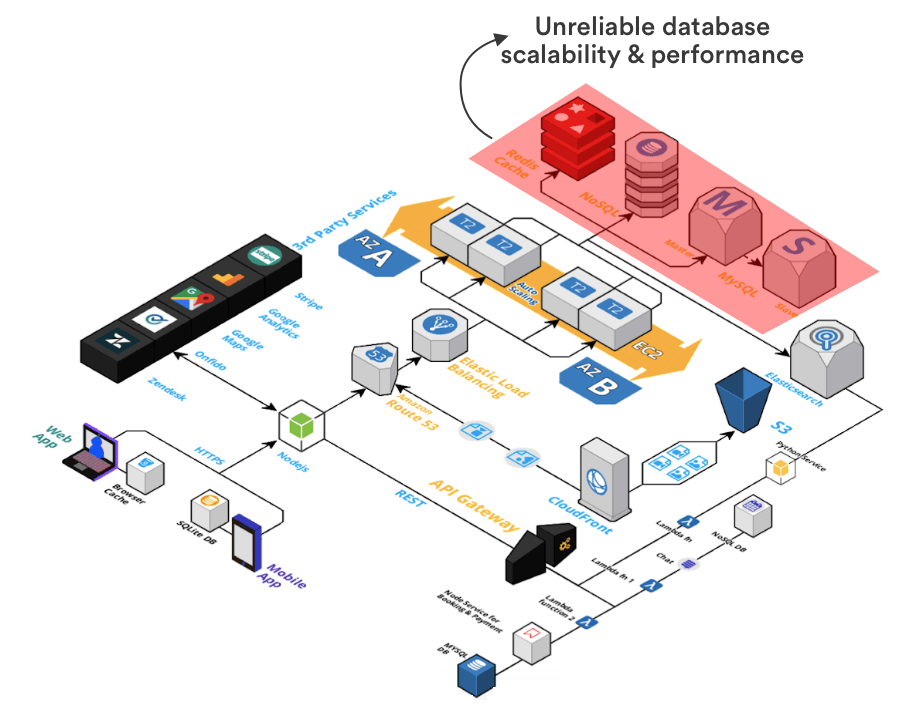 Unreliable database
scalability & performance
Redis
Cache
NoSQL
M
Master
MySQL
S
Slave
3rd Party Services
AZ
A
T2
T2
Auto
Scaling
T2
T2
EC2
AZ
B
stripe
G
Z
Stripe
Google
Analytics
Google
Maps
Onfido
Zendesk
53
Elastic Load
Balancing
Amazon
Route 53
Elasticsearch
S3
Python Service
Web
App
Browser
Cache
HTTPS
Nodejs
SQLite DB
Mobile
App
REST
API Gateway
CloudFront
Lambda fn
NoSQL DB
Chat
Lambda fn 1
Lambda
function 2
Node Service for
Booking & Payment
MYSQL
DB